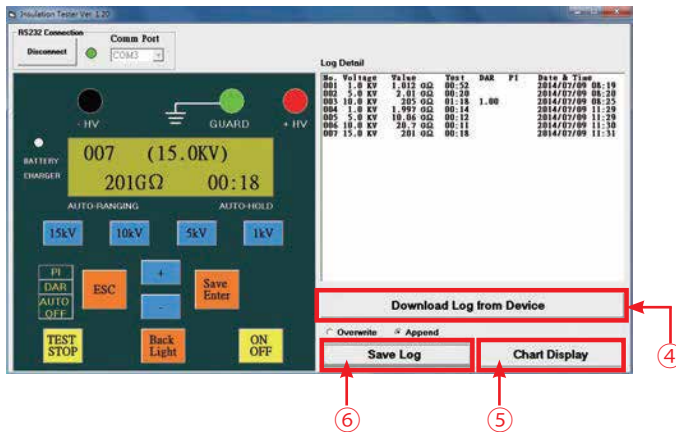 Insulation Tester Ver 1.20
RS232 Connection
Disconnect
Comm Port
COM3
Log Detail
No. Voltage Value Test DAR PI Date & Time
001 1.0 KV 1.012 GΩ 00:52 2014/07/09 08:19
002 5.0 KV 2.01 GΩ 00:20 2014/07/09 08:20
003 10.0 KV 205 GΩ 01:18 1.00 2014/07/09 08:25
004 1.0 KV 1.997 GΩ 00:14 2014/07/09 11:29
005 5.0 KV 10.06 GΩ 00:12 2014/07/09 11:29
006 10.0 KV 20.7 GΩ 00:11 2014/07/09 11:30
007 15.0 KV 201 GΩ 00:18 2014/07/09 11:31
- HV
GUARD
+ HV
BATTERY
CHARGER
007 (15.0KV)
201GΩ 00:18
AUTO-RANGING AUTO-HOLD
15kV 10kV 5kV 1kV
PI
DAR
AUTO
OFF
ESC
+
-
Save
Enter
TEST
STOP
Back
Light
ON
OFF
Download Log from Device
Overwrite Append
Save Log Chart Display
④
⑥ ⑤